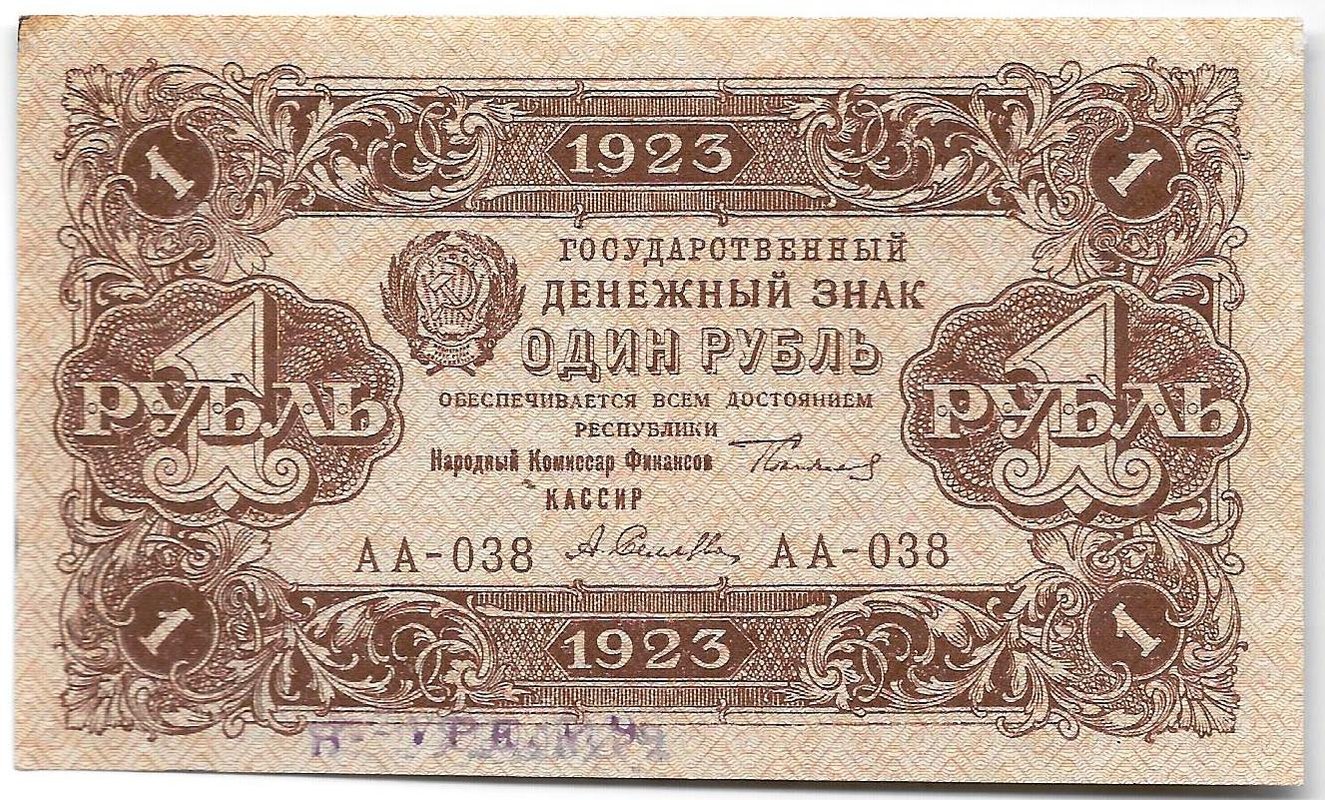 1923
1
1
ГОСУДАРСТВЕННЫЙ
ДЕНЕЖНЫЙ ЗНАК
ОДИН РУБЛЬ
1
РУБЛЬ
1
РУБЛЬ
ОБЕСПЕЧИВАЕТСЯ ВСЕМ ДОСТОЯНИЕМ
РЕСПУБЛИКИ
Народный Комиссар Финансов
КАССИР
АА-038
АА-038
1
1
1923